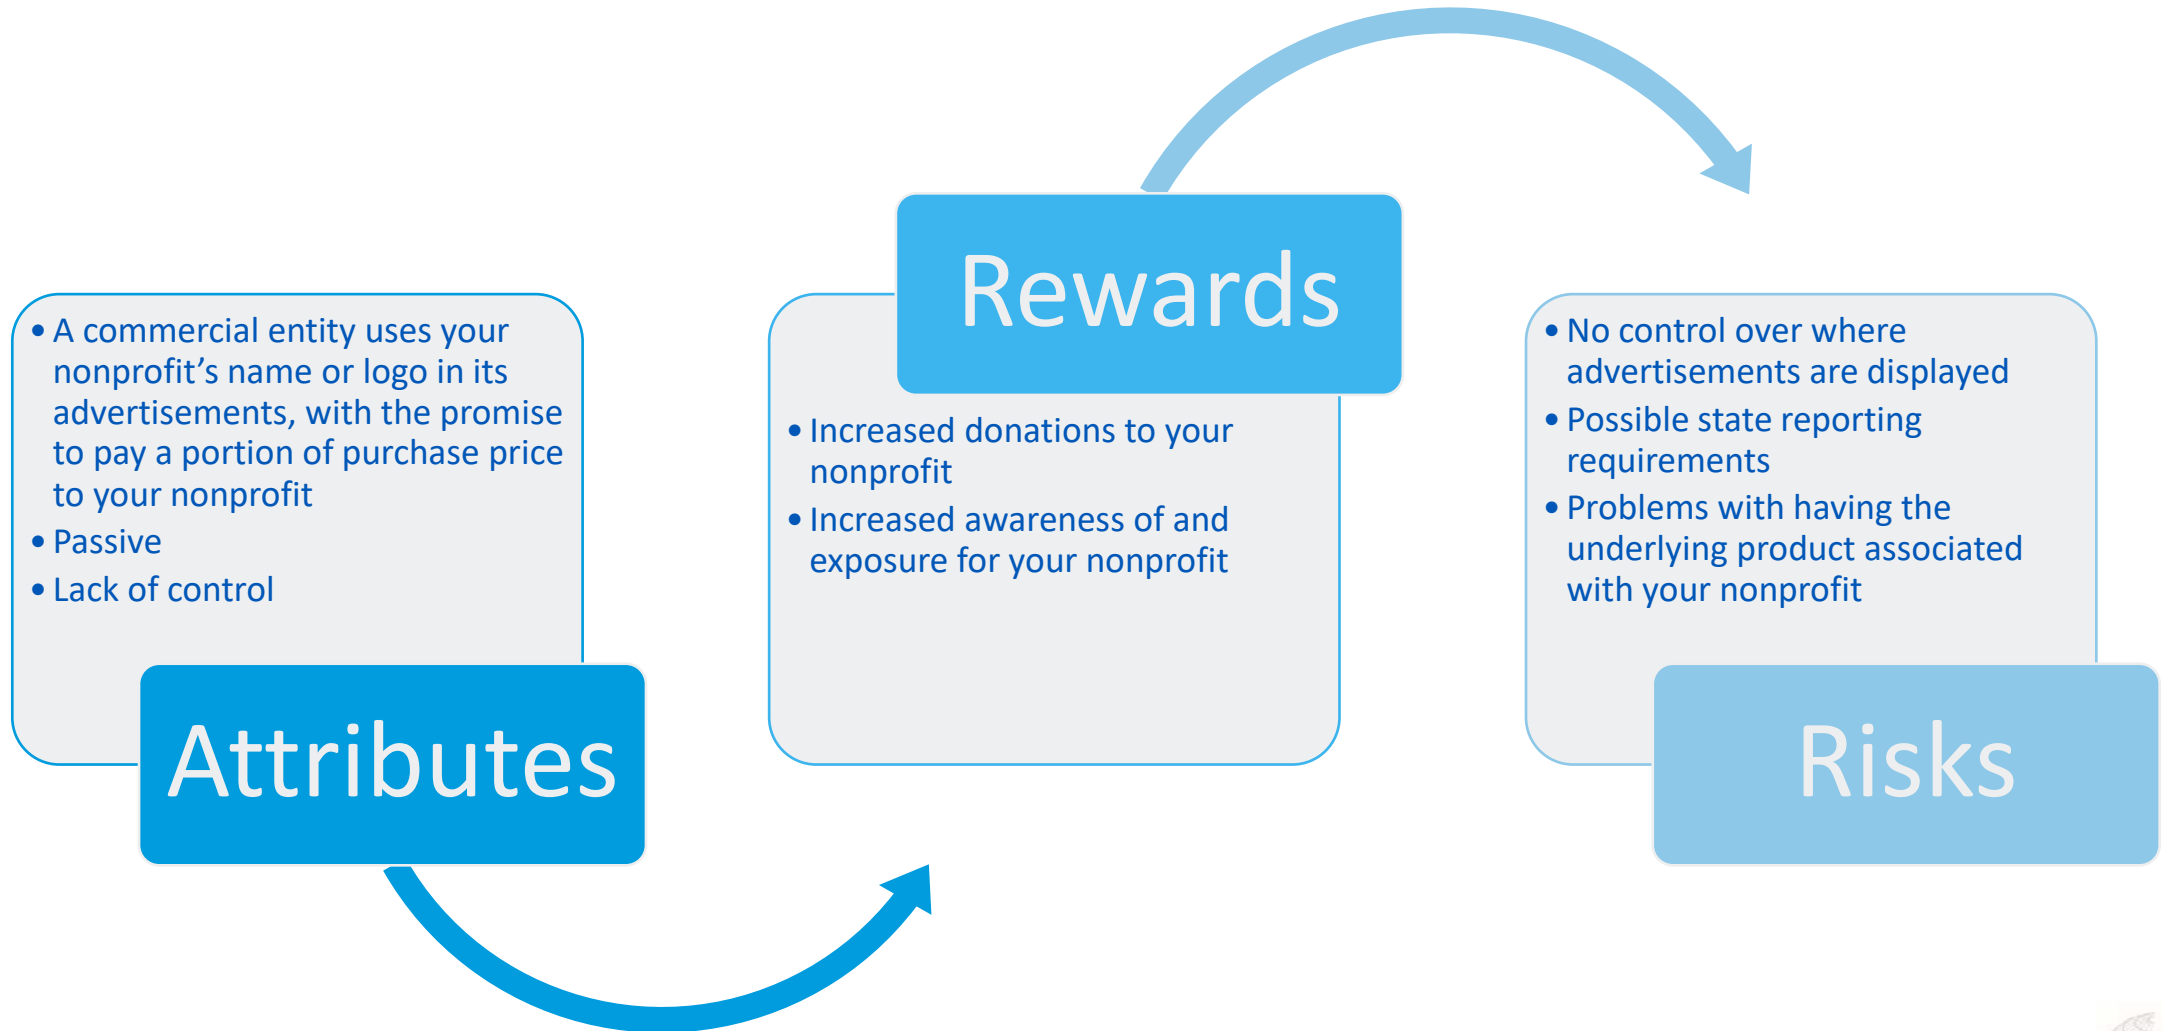 • A commercial entity uses your
nonprofit’s name or logo in its
advertisements, with the promise
to pay a portion of purchase price
to your nonprofit
• Passive
• Lack of control
Attributes
Rewards
• Increased donations to your
nonprofit
• Increased awareness of and
exposure for your nonprofit
• No control over where
advertisements are displayed
• Possible state reporting
requirements
• Problems with having the
underlying product associated
with your nonprofit
Risks